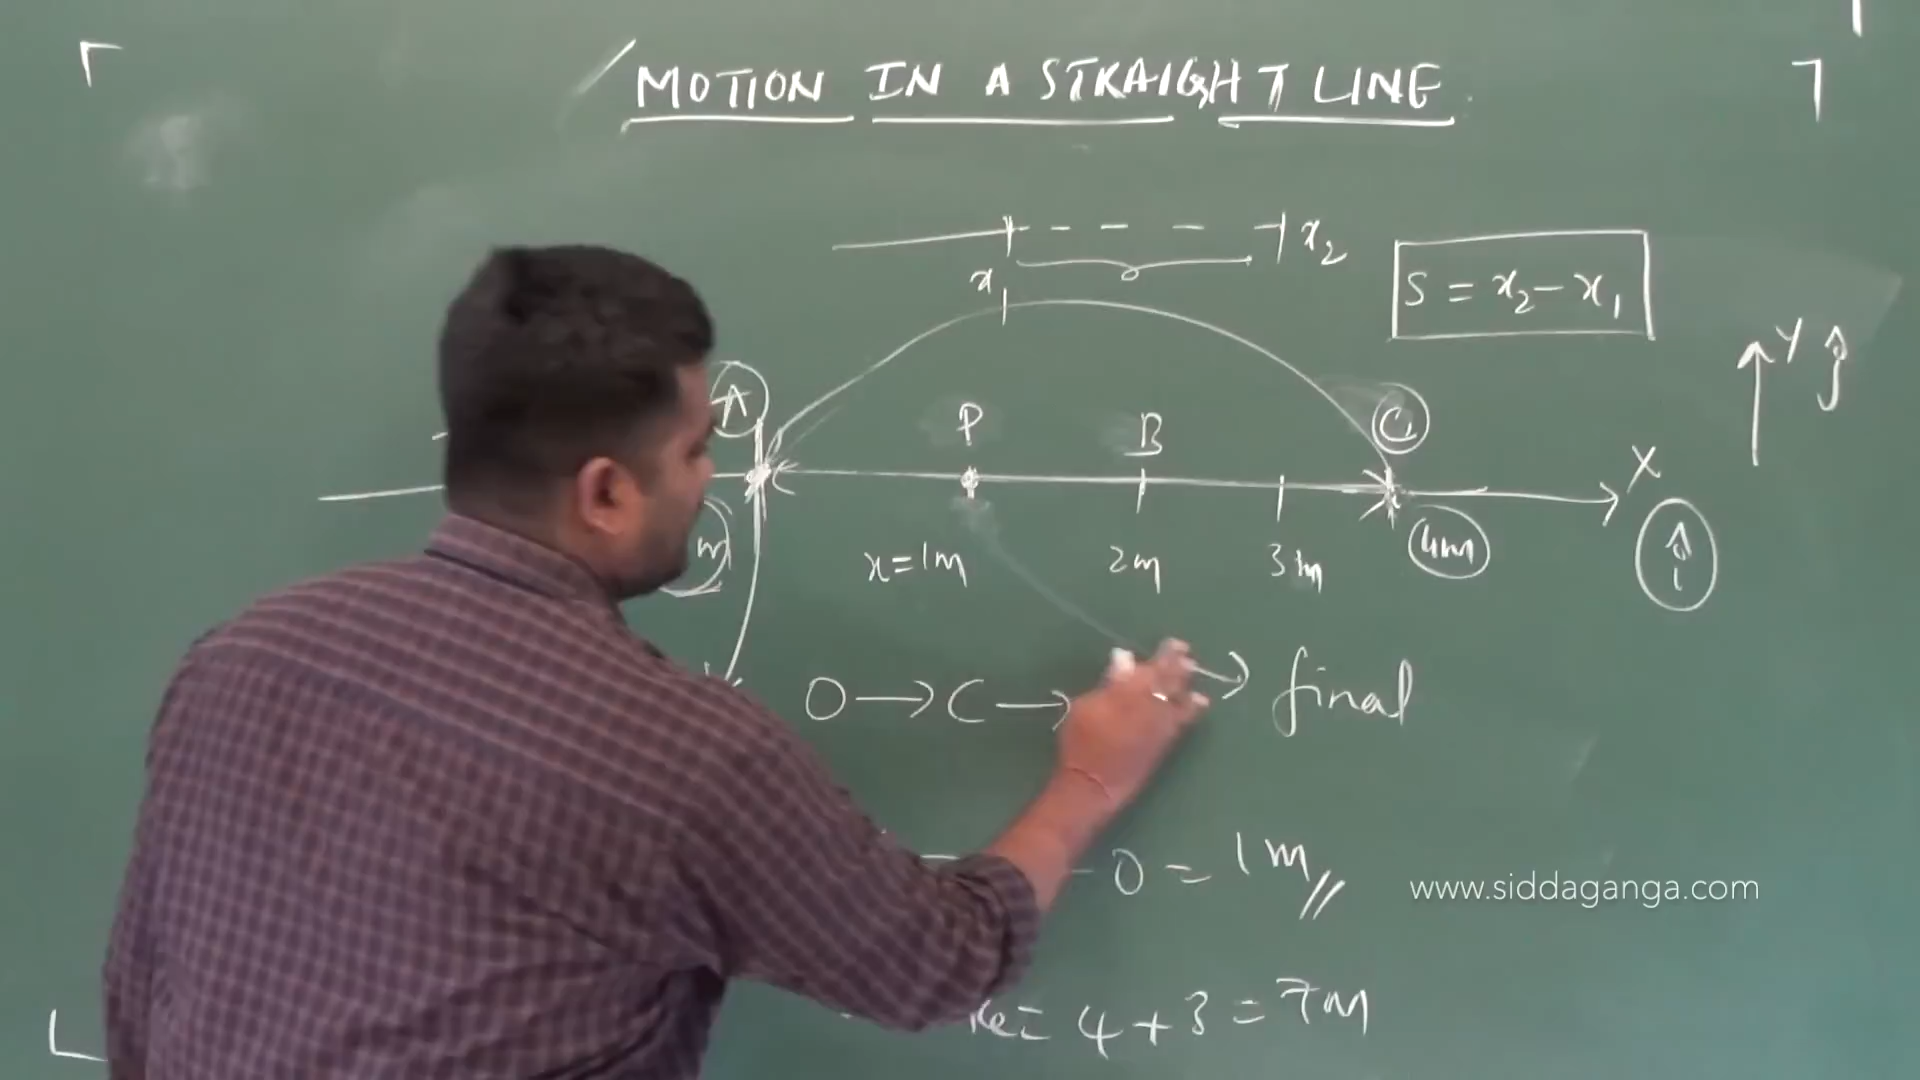 MOTION IN A STRAIGHT LINE
x₁ x₂
S = x₂ - x₁
Y ĵ
A P B C X
m x = 1m 2m 3m 4m î
O → C → → final
- 0 = 1m
= 4 + 3 = 7m
www.siddaganga.com